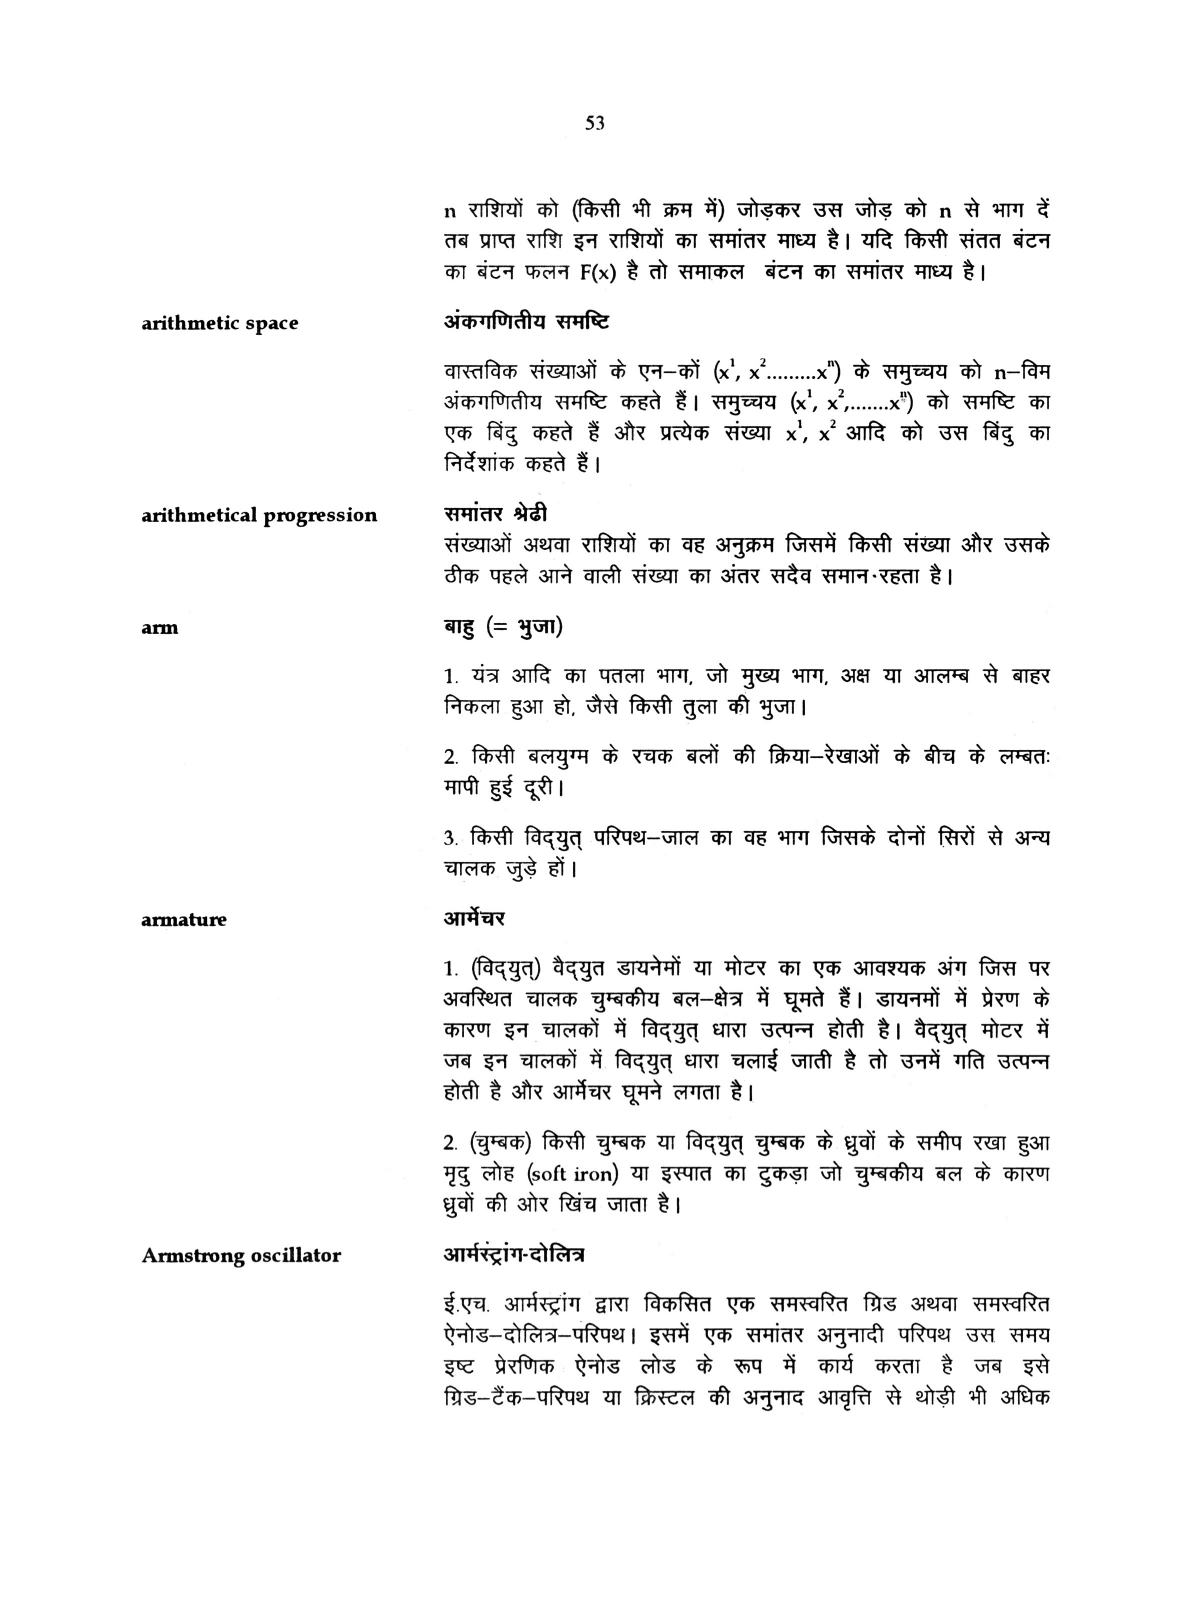 53
n राशियों को (किसी भी क्रम में) जोड़कर उस जोड़ को n से भाग दें
तब प्राप्त राशि इन राशियों का समांतर माध्य है। यदि किसी संतत बंटन
का बंटन फलन F(x) है तो समाकल बंटन का समांतर माध्य है।
arithmetic space अंकगणितीय समष्टि
वास्तविक संख्याओं के एन–कों (x¹, x².........xⁿ) के समुच्चय को n–विम
अंकगणितीय समष्टि कहते हैं। समुच्चय (x¹, x²,.......xⁿ) को समष्टि का
एक बिंदु कहते हैं और प्रत्येक संख्या x¹, x² आदि को उस बिंदु का
निर्देशांक कहते हैं।
arithmetical progression समांतर श्रेढी
संख्याओं अथवा राशियों का वह अनुक्रम जिसमें किसी संख्या और उसके
ठीक पहले आने वाली संख्या का अंतर सदैव समान रहता है।
arm बाहु (= भुजा)
1. यंत्र आदि का पतला भाग, जो मुख्य भाग, अक्ष या आलम्ब से बाहर
निकला हुआ हो, जैसे किसी तुला की भुजा।
2. किसी बलयुग्म के रचक बलों की क्रिया–रेखाओं के बीच के लम्बतः
मापी हुई दूरी।
3. किसी विद्‌युत् परिपथ–जाल का वह भाग जिसके दोनों सिरों से अन्य
चालक जुड़े हों।
armature आर्मेचर
1. (विद्‌युत्) वैद्‌युत डायनेमों या मोटर का एक आवश्यक अंग जिस पर
अवस्थित चालक चुम्बकीय बल–क्षेत्र में घूमते हैं। डायनमों में प्रेरण के
कारण इन चालकों में विद्‌युत् धारा उत्पन्न होती है। वैद्‌युत् मोटर में
जब इन चालकों में विद्‌युत् धारा चलाई जाती है तो उनमें गति उत्पन्न
होती है और आर्मेचर घूमने लगता है।
2. (चुम्बक) किसी चुम्बक या विद्‌युत् चुम्बक के ध्रुवों के समीप रखा हुआ
मृदु लोह (soft iron) या इस्पात का टुकड़ा जो चुम्बकीय बल के कारण
ध्रुवों की ओर खिंच जाता है।
Armstrong oscillator आर्मस्ट्रांग-दोलित्र
ई.एच. आर्मस्ट्रांग द्वारा विकसित एक समस्वरित ग्रिड अथवा समस्वरित
ऐनोड–दोलित्र–परिपथ। इसमें एक समांतर अनुनादी परिपथ उस समय
इष्ट प्रेरणिक ऐनोड लोड के रूप में कार्य करता है जब इसे
ग्रिड–टैंक–परिपथ या क्रिस्टल की अनुनाद आवृत्ति से थोड़ी भी अधिक